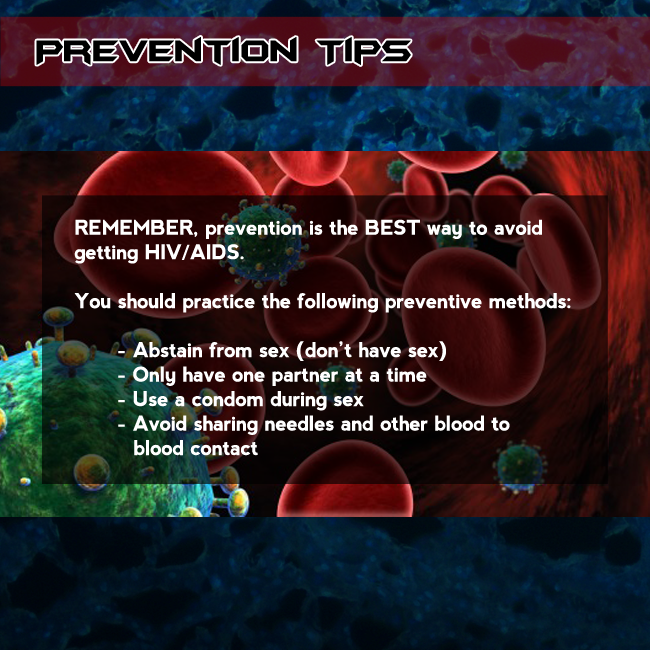 PREVENTION TIPS
REMEMBER, prevention is the BEST way to avoid
getting HIV/AIDS.
You should practice the following preventive methods:
- Abstain from sex (don't have sex)
- Only have one partner at a time
- Use a condom during sex
- Avoid sharing needles and other blood to
blood contact